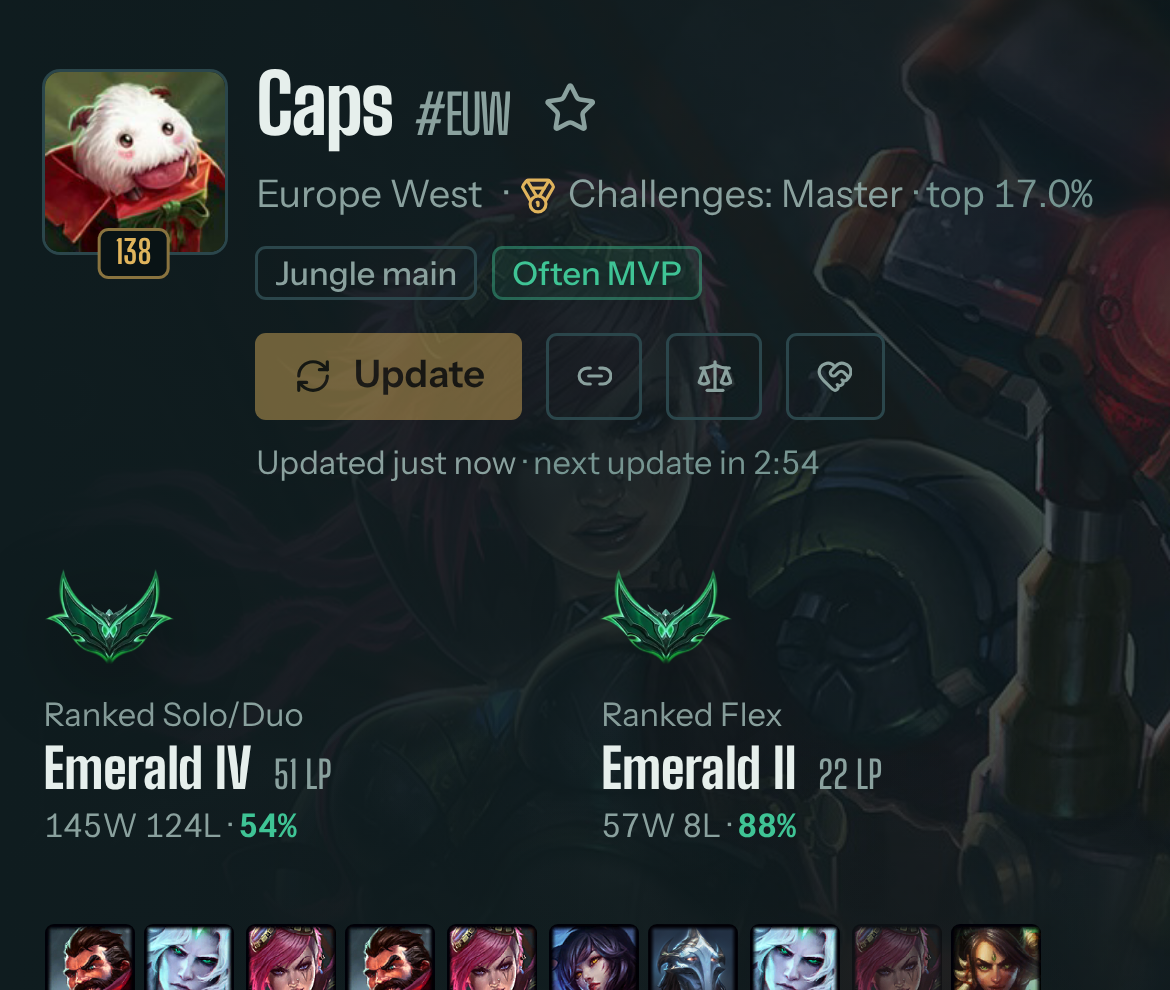 Caps #EUW
Europe West · Challenges: Master · top 17.0%
138
Jungle main Often MVP
Update
Updated just now · next update in 2:54
Ranked Solo/Duo
Emerald IV 51 LP
145W 124L · 54%
Ranked Flex
Emerald II 22 LP
57W 8L · 88%